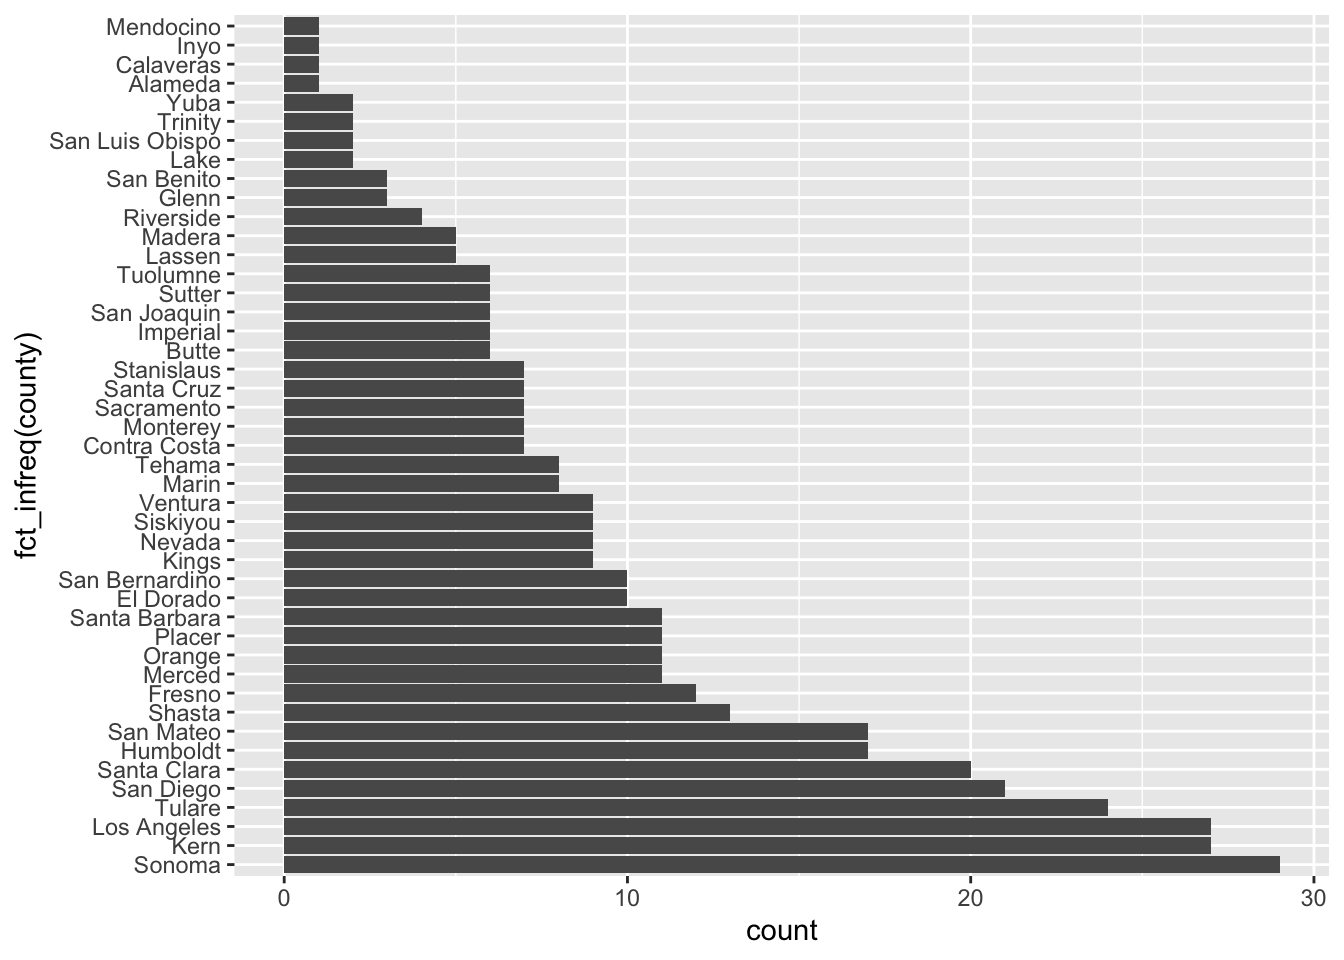 Mendocino
Inyo
Calaveras
Alameda
Yuba
Trinity
San Luis Obispo
Lake
San Benito
Glenn
Riverside
Madera
Lassen
Tuolumne
Sutter
San Joaquin
Imperial
Butte
Stanislaus
Santa Cruz
Sacramento
Monterey
Contra Costa
Tehama
Marin
Ventura
Siskiyou
Nevada
Kings
San Bernardino
El Dorado
Santa Barbara
Placer
Orange
Merced
Fresno
Shasta
San Mateo
Humboldt
Santa Clara
San Diego
Tulare
Los Angeles
Kern
Sonoma
fct_infreq(county)
0 10 20 30
count